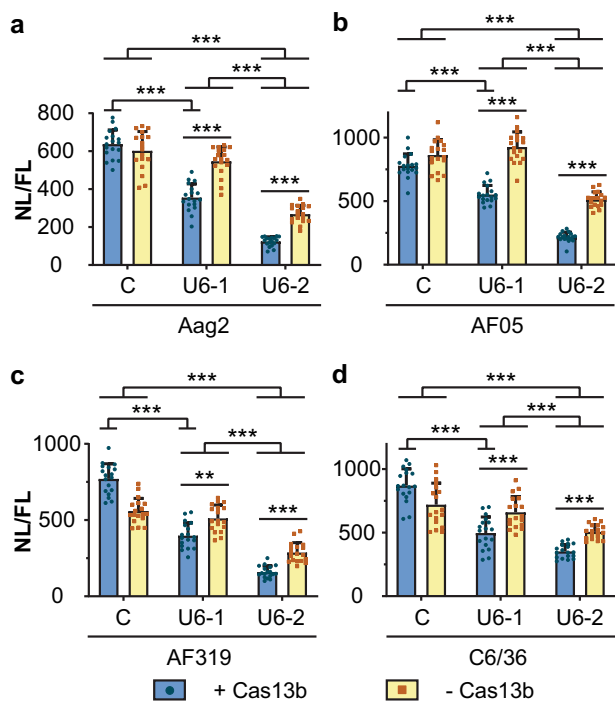 a
***
***
***
***
***
NL/FL
800
600
400
200
0
C U6-1 U6-2
Aag2
b
***
***
***
***
***
1000
500
0
C U6-1 U6-2
AF05
c
***
***
***
**
***
NL/FL
1000
500
0
C U6-1 U6-2
AF319
d
***
***
***
***
***
1000
500
0
C U6-1 U6-2
C6/36
+ Cas13b - Cas13b